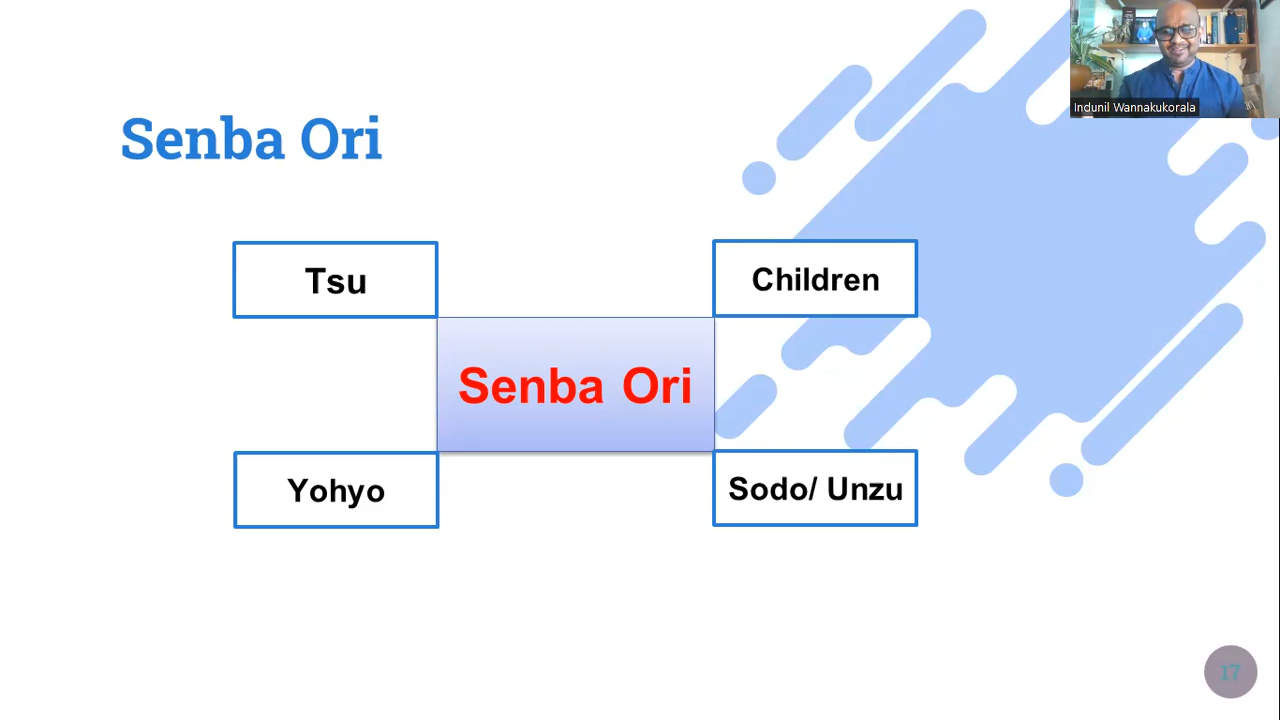 Indunil Wannakukorala
Senba Ori
Tsu
Children
Senba Ori
Yohyo
Sodo/ Unzu
17